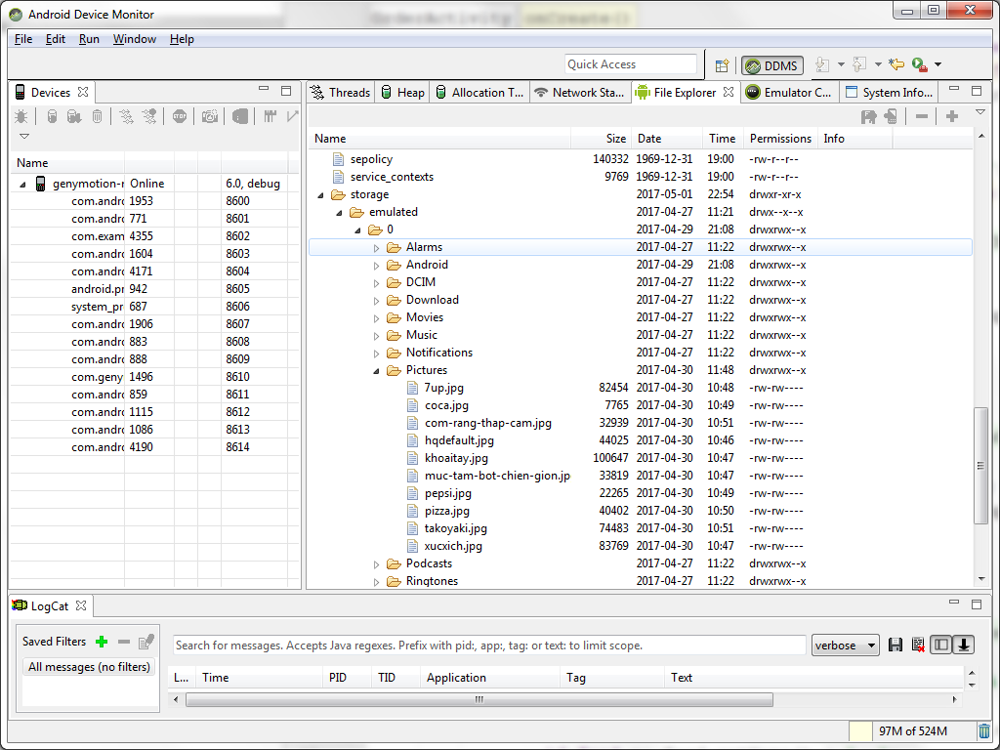 OrderActivity onCreate()
Android Device Monitor
File Edit Run Window Help
Quick Access DDMS
Devices Threads Heap Allocation T... Network Sta... File Explorer Emulator C... System Info...
Name Size Date Time Permissions Info
Name
sepolicy 140332 1969-12-31 19:00 -rw-r--r--
service_contexts 9769 1969-12-31 19:00 -rw-r--r--
storage 2017-05-01 22:54 drwxr-xr-x
emulated 2017-04-27 11:21 drwx--x--x
0 2017-04-29 21:08 drwxrwx--x
Alarms 2017-04-27 11:22 drwxrwx--x
Android 2017-04-29 21:08 drwxrwx--x
DCIM 2017-04-27 11:22 drwxrwx--x
Download 2017-04-27 11:22 drwxrwx--x
Movies 2017-04-27 11:22 drwxrwx--x
Music 2017-04-27 11:22 drwxrwx--x
Notifications 2017-04-27 11:22 drwxrwx--x
Pictures 2017-04-30 11:48 drwxrwx--x
7up.jpg 82454 2017-04-30 10:48 -rw-rw----
coca.jpg 7765 2017-04-30 10:49 -rw-rw----
com-rang-thap-cam.jpg 32939 2017-04-30 10:51 -rw-rw----
hqdefault.jpg 44025 2017-04-30 10:46 -rw-rw----
khoaitay.jpg 100647 2017-04-30 10:47 -rw-rw----
muc-tam-bot-chien-gion.jp 33819 2017-04-30 10:47 -rw-rw----
pepsi.jpg 22265 2017-04-30 10:49 -rw-rw----
pizza.jpg 40402 2017-04-30 10:50 -rw-rw----
takoyaki.jpg 74483 2017-04-30 10:51 -rw-rw----
xucxich.jpg 83769 2017-04-30 10:47 -rw-rw----
Podcasts 2017-04-27 11:22 drwxrwx--x
Ringtones 2017-04-27 11:22 drwxrwx--x
genymotion-r Online 6.0, debug
com.andro 1953 8600
com.andro 771 8601
com.exam 4355 8602
com.andro 1604 8603
com.andro 4171 8604
android.pr 942 8605
system_pr 687 8606
com.andro 1906 8607
com.andro 883 8608
com.andro 888 8609
com.geny 1496 8610
com.andro 859 8611
com.andro 1115 8612
com.andro 1086 8613
com.andro 4190 8614
LogCat
Saved Filters
All messages (no filters)
Search for messages. Accepts Java regexes. Prefix with pid:, app:, tag: or text: to limit scope. verbose
L... Time PID TID Application Tag Text
97M of 524M